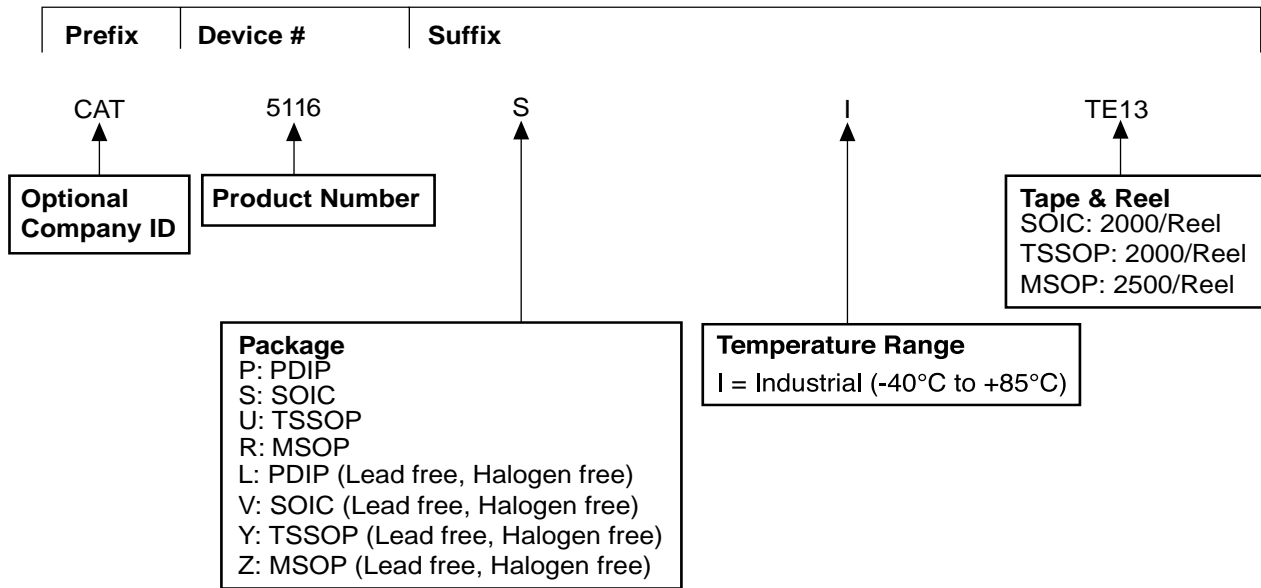 Prefix Device # Suffix
CAT 5116 S I TE13
Optional
Company ID
Product Number
Tape & Reel
SOIC: 2000/Reel
TSSOP: 2000/Reel
MSOP: 2500/Reel
Package
P: PDIP
S: SOIC
U: TSSOP
R: MSOP
L: PDIP (Lead free, Halogen free)
V: SOIC (Lead free, Halogen free)
Y: TSSOP (Lead free, Halogen free)
Z: MSOP (Lead free, Halogen free)
Temperature Range
I = Industrial (-40°C to +85°C)